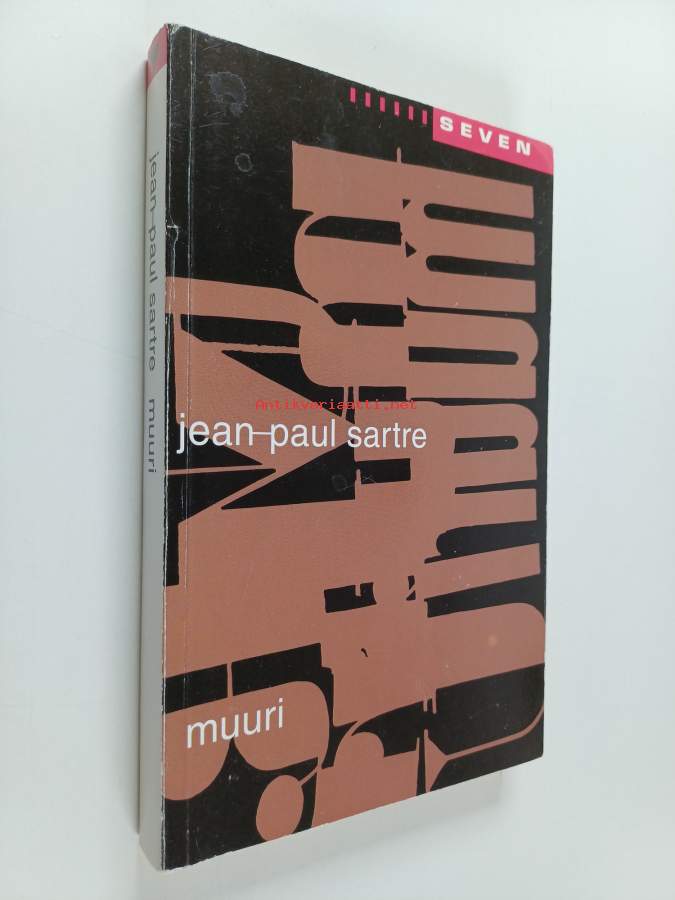 SEVEN
Antikvariaatti.net
jean-paul sartre
muuri
jean-paul sartre muuri